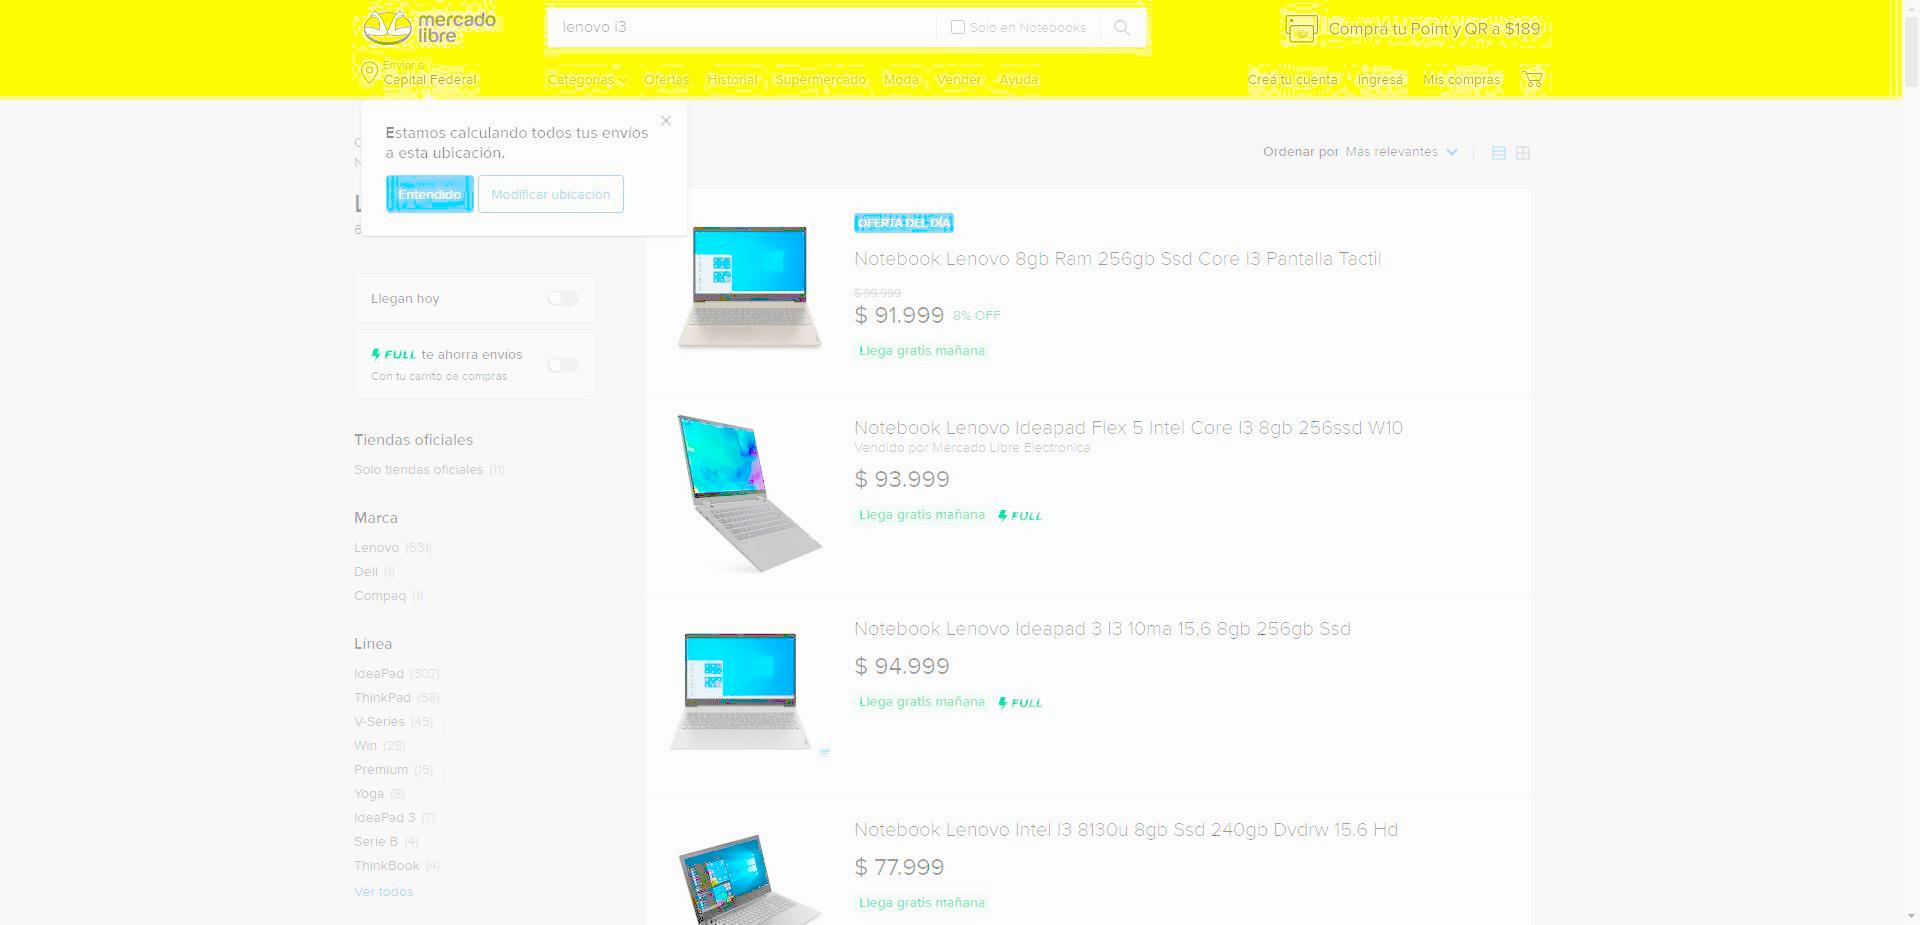 mercado
libre
lenovo i3
Solo en Notebooks
Compra tu Point y QR a $189
Enviar a
Capital Federal
Categorías
Ofertas
Historial
Supermercado
Moda
Vender
Ayuda
Creá tu cuenta
Ingresá
Mis compras
Estamos calculando todos tus envíos
a esta ubicación.
Entendido
Modificar ubicación
Ordenar por Más relevantes
Llegan hoy
FULL te ahorra envíos
Con tu carrito de compras
Tiendas oficiales
Solo tiendas oficiales (11)
Marca
Lenovo (631)
Dell (1)
Compaq (1)
Línea
IdeaPad (307)
ThinkPad (58)
V-Series (45)
Win (28)
Premium (15)
Yoga (8)
IdeaPad 3 (7)
Serie B (4)
ThinkBook (4)
Ver todos
OFERTA DEL DÍA
Notebook Lenovo 8gb Ram 256gb Ssd Core I3 Pantalla Tactil
$ 99.999
$ 91.999 8% OFF
Llega gratis mañana
Notebook Lenovo Ideapad Flex 5 Intel Core I3 8gb 256ssd W10
Vendido por Mercado Libre Electronica
$ 93.999
Llega gratis mañana FULL
Notebook Lenovo Ideapad 3 I3 10ma 15,6 8gb 256gb Ssd
$ 94.999
Llega gratis mañana FULL
Notebook Lenovo Intel I3 8130u 8gb Ssd 240gb Dvdrw 15.6 Hd
$ 77.999
Llega gratis mañana